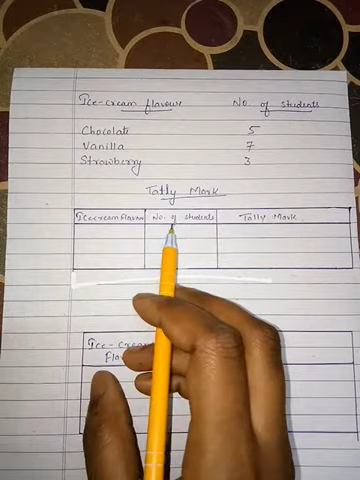 Ice-cream flavour No. of students
Chocolate 5
Vanilla 7
Strawberry 3
Tally Mark
Ice-cream flavour No. of students Tally Mark
Ice-cream